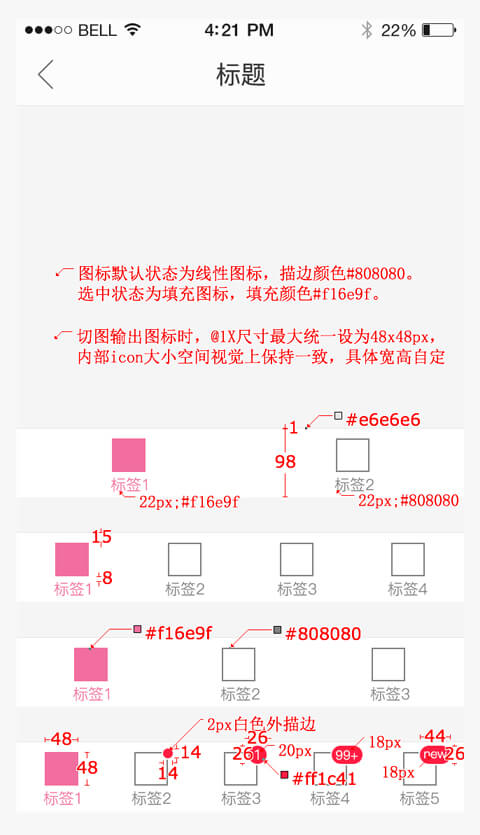 BELL 4:21 PM 22%
标题
图标默认状态为线性图标，描边颜色#808080。
选中状态为填充图标，填充颜色#f16e9f。
切图输出图标时，@1X尺寸最大统一设为48x48px，
内部icon大小空间视觉上保持一致，具体宽高自定
1 #e6e6e6
98
标签1 标签2
22px;#f16e9f 22px;#808080
15
8
标签1 标签2 标签3 标签4
#f16e9f #808080
标签1 标签2 标签3
2px白色外描边
48 26 44
14 20px 18px
48 26 1 99+ new 26
14 #ff1c41 18px
标签1 标签2 标签3 标签4 标签5